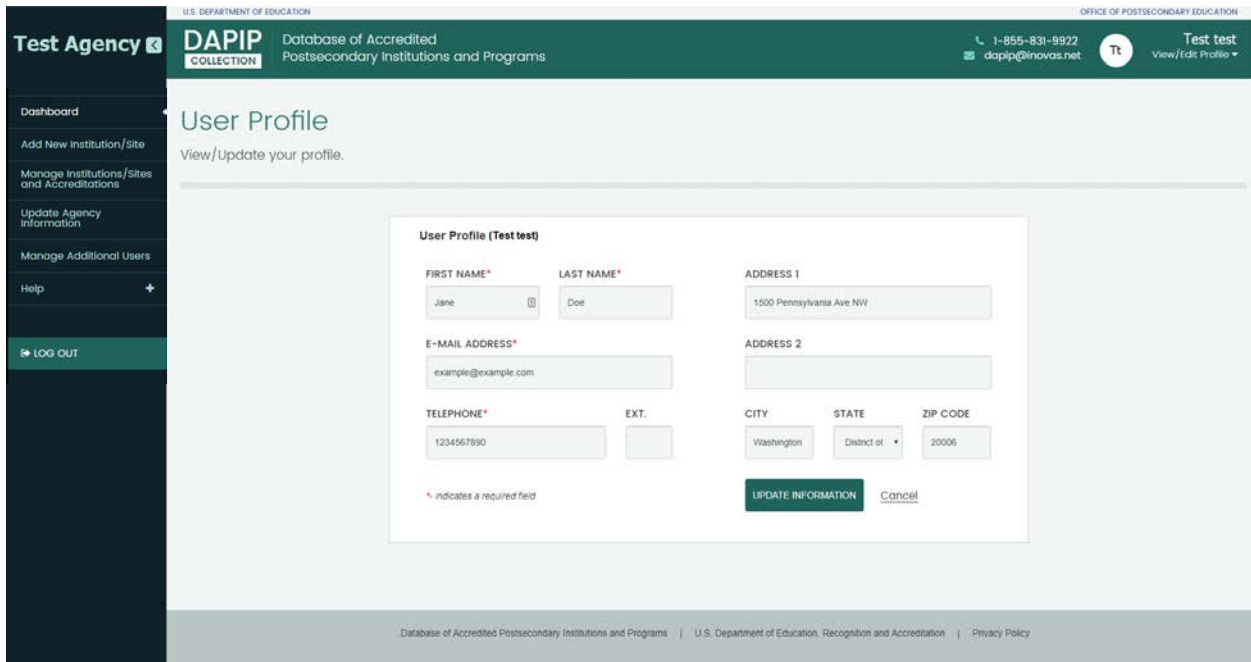 U.S. DEPARTMENT OF EDUCATION
OFFICE OF POSTSECONDARY EDUCATION
Test Agency
DAPIP
COLLECTION
Database of Accredited
Postsecondary Institutions and Programs
1-855-831-9922
dapip@inovas.net
Tt
Test test
View/Edit Profile
Dashboard
Add New Institution/Site
Manage Institutions/Sites
and Accreditations
Update Agency
Information
Manage Additional Users
Help +
LOG OUT
User Profile
View/Update your profile.
User Profile (Test test)
FIRST NAME* LAST NAME* ADDRESS 1
Jane Doe 1500 Pennsylvania Ave NW
E-MAIL ADDRESS* ADDRESS 2
example@example.com
TELEPHONE* EXT. CITY STATE ZIP CODE
1234567890 Washington District of 20006
*- indicates a required field
UPDATE INFORMATION Cancel
Database of Accredited Postsecondary Institutions and Programs | U.S. Department of Education, Recognition and Accreditation | Privacy Policy